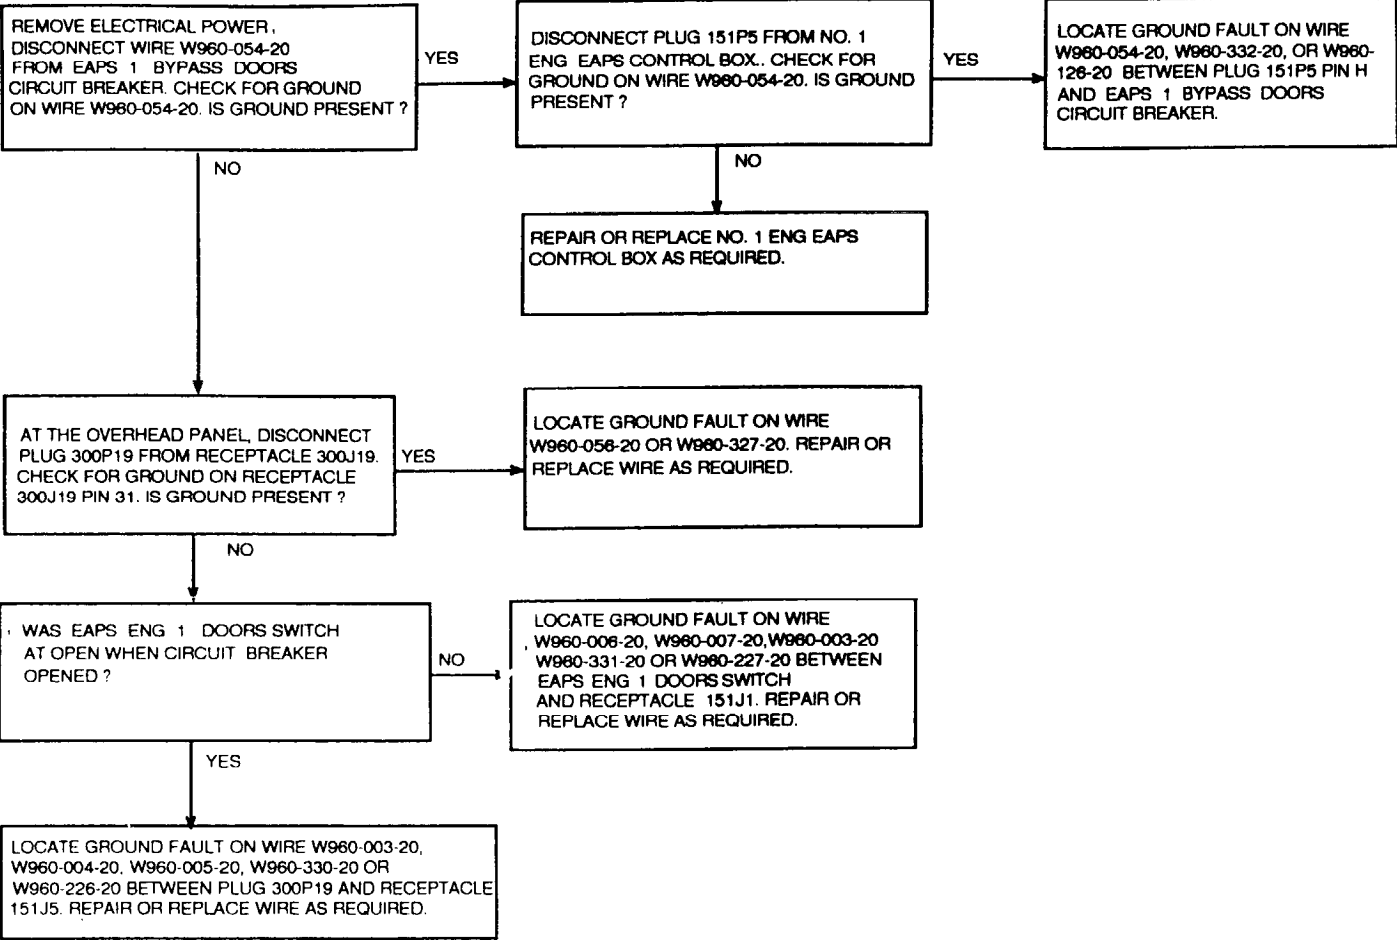 REMOVE ELECTRICAL POWER,
DISCONNECT WIRE W960-054-20
FROM EAPS 1 BYPASS DOORS
CIRCUIT BREAKER. CHECK FOR GROUND
ON WIRE W960-054-20. IS GROUND PRESENT ?
YES
DISCONNECT PLUG 151P5 FROM NO. 1
ENG EAPS CONTROL BOX.. CHECK FOR
GROUND ON WIRE W960-054-20. IS GROUND
PRESENT ?
YES
LOCATE GROUND FAULT ON WIRE
W960-054-20, W960-332-20, OR W960-
126-20 BETWEEN PLUG 151P5 PIN H
AND EAPS 1 BYPASS DOORS
CIRCUIT BREAKER.
NO
NO
REPAIR OR REPLACE NO. 1 ENG EAPS
CONTROL BOX AS REQUIRED.
AT THE OVERHEAD PANEL, DISCONNECT
PLUG 300P19 FROM RECEPTACLE 300J19.
CHECK FOR GROUND ON RECEPTACLE
300J19 PIN 31. IS GROUND PRESENT ?
YES
LOCATE GROUND FAULT ON WIRE
W960-056-20 OR W960-327-20. REPAIR OR
REPLACE WIRE AS REQUIRED.
NO
WAS EAPS ENG 1 DOORS SWITCH
AT OPEN WHEN CIRCUIT BREAKER
OPENED ?
NO
LOCATE GROUND FAULT ON WIRE
W960-006-20, W960-007-20,W960-003-20
W960-331-20 OR W960-227-20 BETWEEN
EAPS ENG 1 DOORS SWITCH
AND RECEPTACLE 151J1. REPAIR OR
REPLACE WIRE AS REQUIRED.
YES
LOCATE GROUND FAULT ON WIRE W960-003-20,
W960-004-20, W960-005-20, W960-330-20 OR
W960-226-20 BETWEEN PLUG 300P19 AND RECEPTACLE
151J5. REPAIR OR REPLACE WIRE AS REQUIRED.